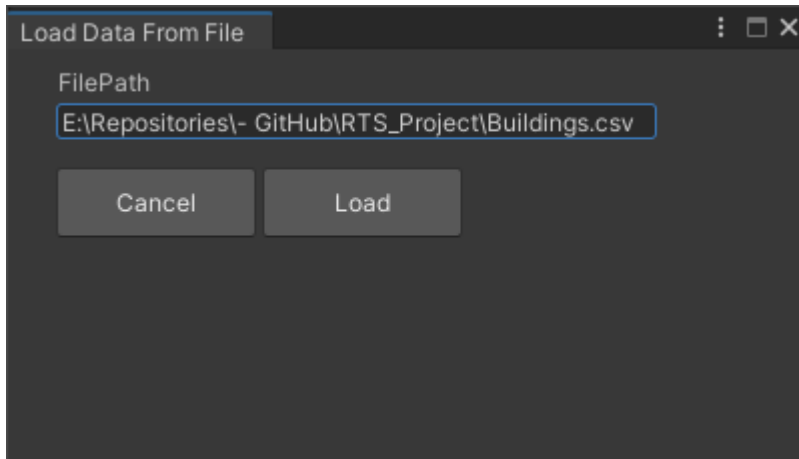 Load Data From File
FilePath
E:\Repositories\- GitHub\RTS_Project\Buildings.csv
Cancel
Load